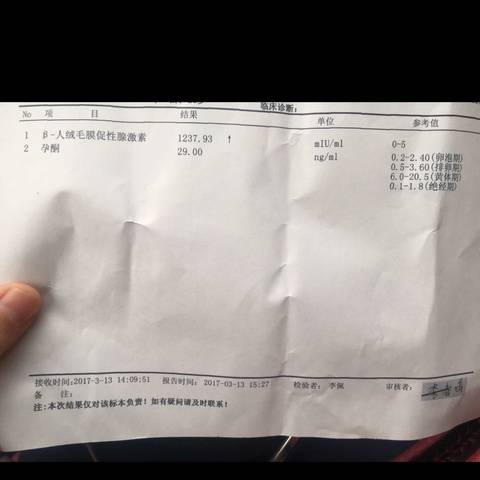 临床诊断:
No 项 目 结果 单位 参考值
1 β-人绒毛膜促性腺激素 1237.93 ↑ mIU/ml 0-5
2 孕酮 29.00 ng/ml 0.2-2.40(卵泡期)
0.5-3.60(排卵期)
6.0-20.5(黄体期)
0.1-1.8(绝经期)
接收时间:2017-3-13 14:09:51 报告时间: 2017-03-13 15:27 检验者: 李佩 审核者:
备 注:
注:本次结果仅对该标本负责! 如有疑问请及时联系!